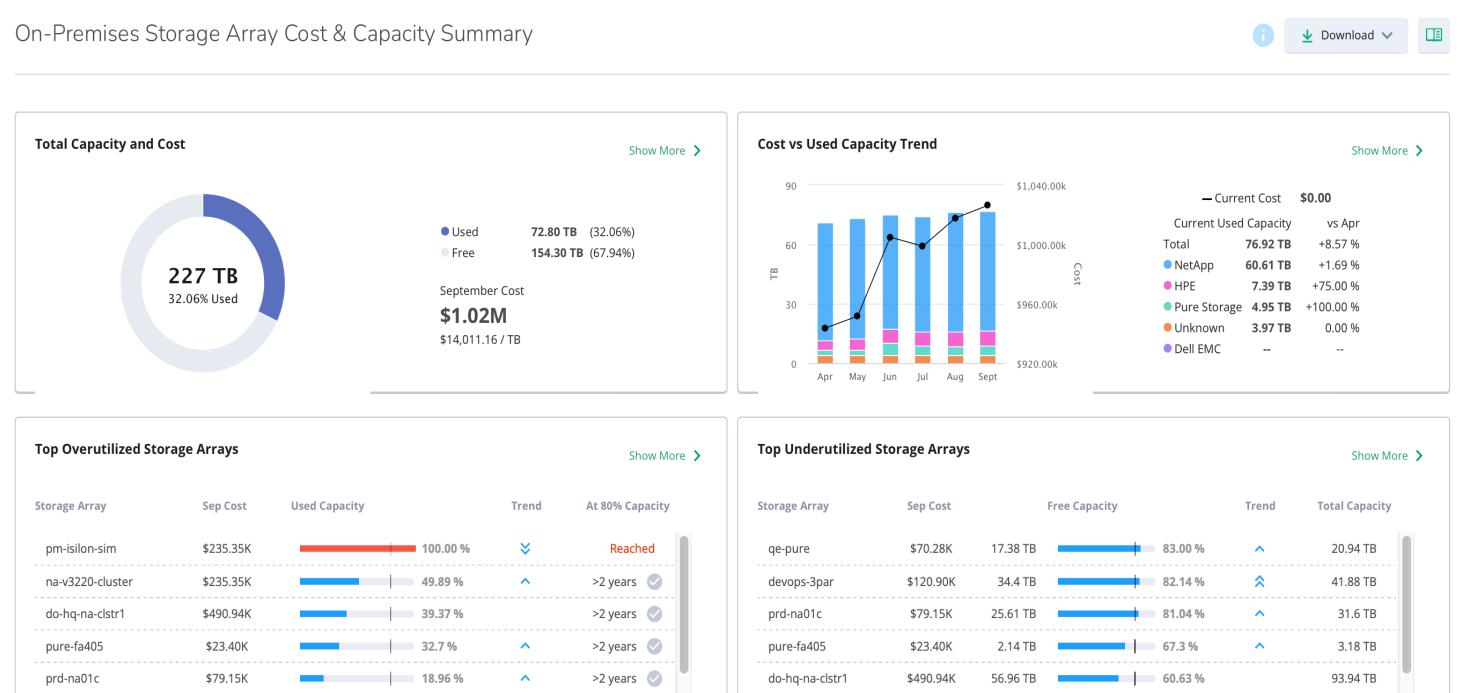 On-Premises Storage Array Cost & Capacity Summary
Download
Total Capacity and Cost
Show More
227 TB
32.06% Used
Used 72.80 TB (32.06%)
Free 154.30 TB (67.94%)
September Cost
$1.02M
$14,011.16 / TB
Cost vs Used Capacity Trend
Show More
90 $1,040.00k
60 $1,000.00k
TB Cost
30 $960.00k
0 $920.00k
Apr May Jun Jul Aug Sept
Current Cost $0.00
Current Used Capacity vs Apr
Total 76.92 TB +8.57 %
NetApp 60.61 TB +1.69 %
HPE 7.39 TB +75.00 %
Pure Storage 4.95 TB +100.00 %
Unknown 3.97 TB 0.00 %
Dell EMC -- --
Top Overutilized Storage Arrays
Show More
Storage Array Sep Cost Used Capacity Trend At 80% Capacity
pm-isilon-sim $235.35K 100.00 % Reached
na-v3220-cluster $235.35K 49.89 % >2 years
do-hq-na-clstr1 $490.94K 39.37 % >2 years
pure-fa405 $23.40K 32.7 % >2 years
prd-na01c $79.15K 18.96 % >2 years
Top Underutilized Storage Arrays
Show More
Storage Array Sep Cost Free Capacity Trend Total Capacity
qe-pure $70.28K 17.38 TB 83.00 % 20.94 TB
devops-3par $120.90K 34.4 TB 82.14 % 41.88 TB
prd-na01c $79.15K 25.61 TB 81.04 % 31.6 TB
pure-fa405 $23.40K 2.14 TB 67.3 % 3.18 TB
do-hq-na-clstr1 $490.94K 56.96 TB 60.63 % 93.94 TB